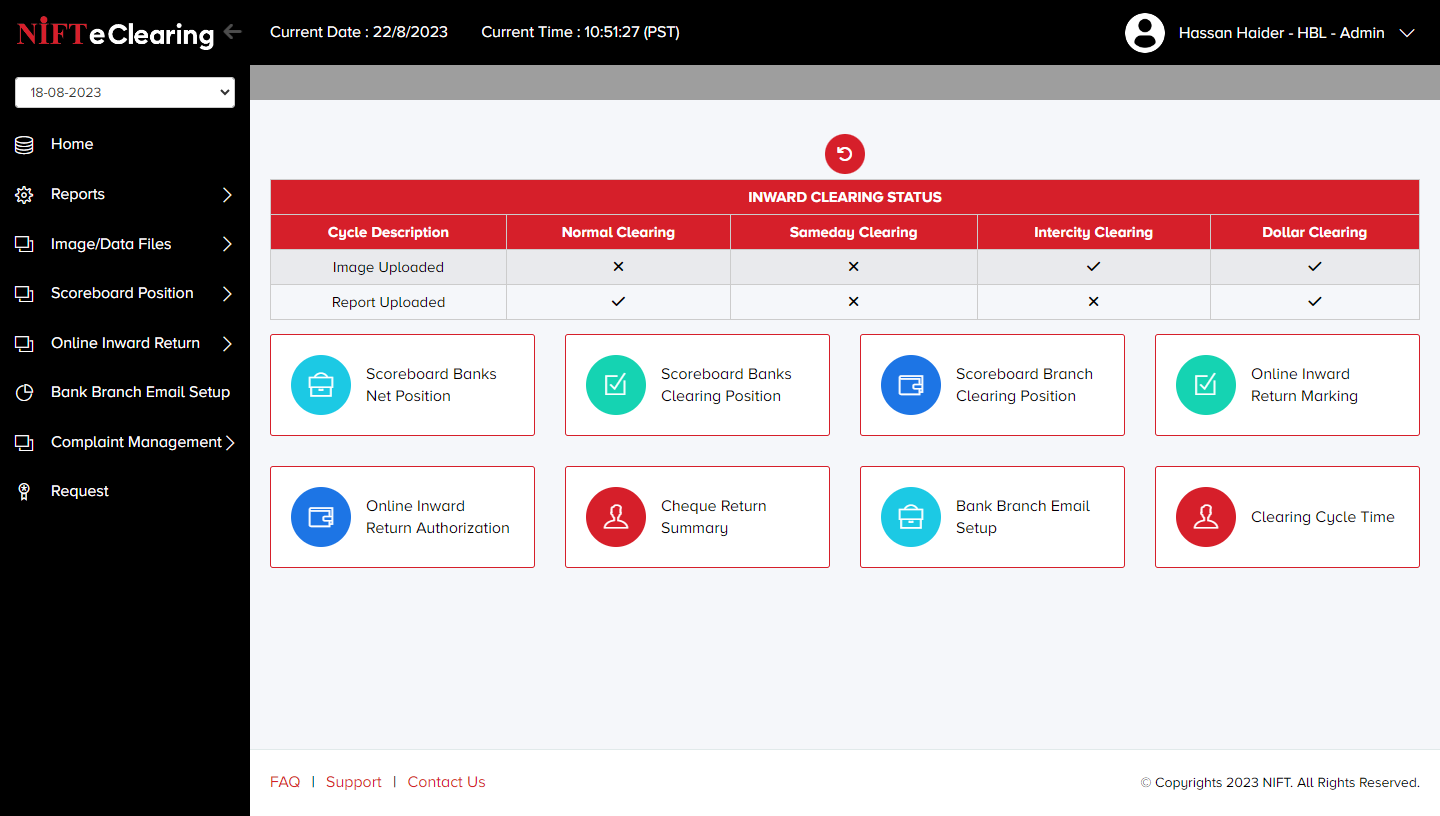 NIFT eClearing
Current Date : 22/8/2023
Current Time : 10:51:27 (PST)
Hassan Haider - HBL - Admin
18-08-2023
Home
Reports
Image/Data Files
Scoreboard Position
Online Inward Return
Bank Branch Email Setup
Complaint Management
Request
INWARD CLEARING STATUS
Cycle Description Normal Clearing Sameday Clearing Intercity Clearing Dollar Clearing
Image Uploaded ✕ ✕ ✓ ✓
Report Uploaded ✓ ✕ ✕ ✓
Scoreboard Banks
Net Position
Scoreboard Banks
Clearing Position
Scoreboard Branch
Clearing Position
Online Inward
Return Marking
Online Inward
Return Authorization
Cheque Return
Summary
Bank Branch Email
Setup
Clearing Cycle Time
FAQ | Support | Contact Us
© Copyrights 2023 NIFT. All Rights Reserved.